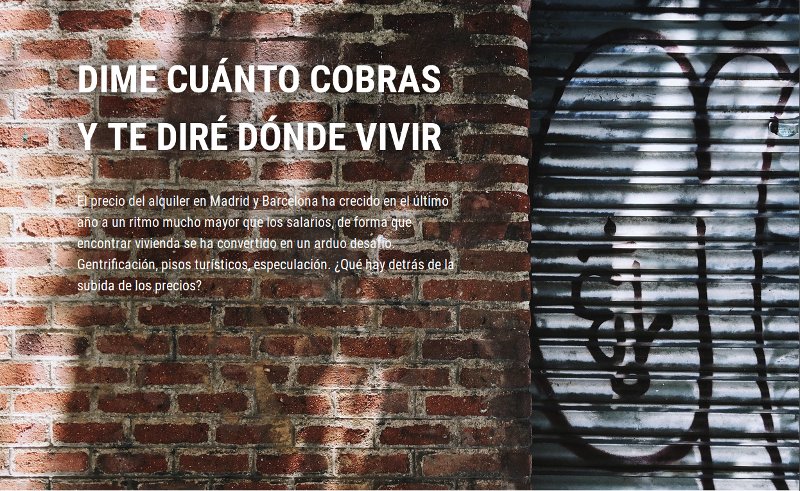 DIME CUÁNTO COBRAS
Y TE DIRÉ DÓNDE VIVIR
El precio del alquiler en Madrid y Barcelona ha crecido en el último
año a un ritmo mucho mayor que los salarios, de forma que
encontrar vivienda se ha convertido en un arduo desafío.
Gentrificación, pisos turísticos, especulación. ¿Qué hay detrás de la
subida de los precios?